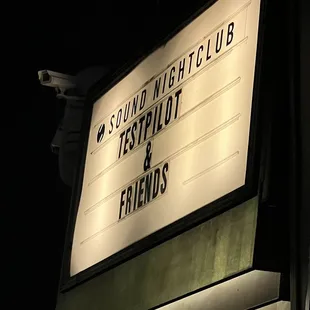 SOUND NIGHTCLUB
TESTPILOT
&
FRIENDS